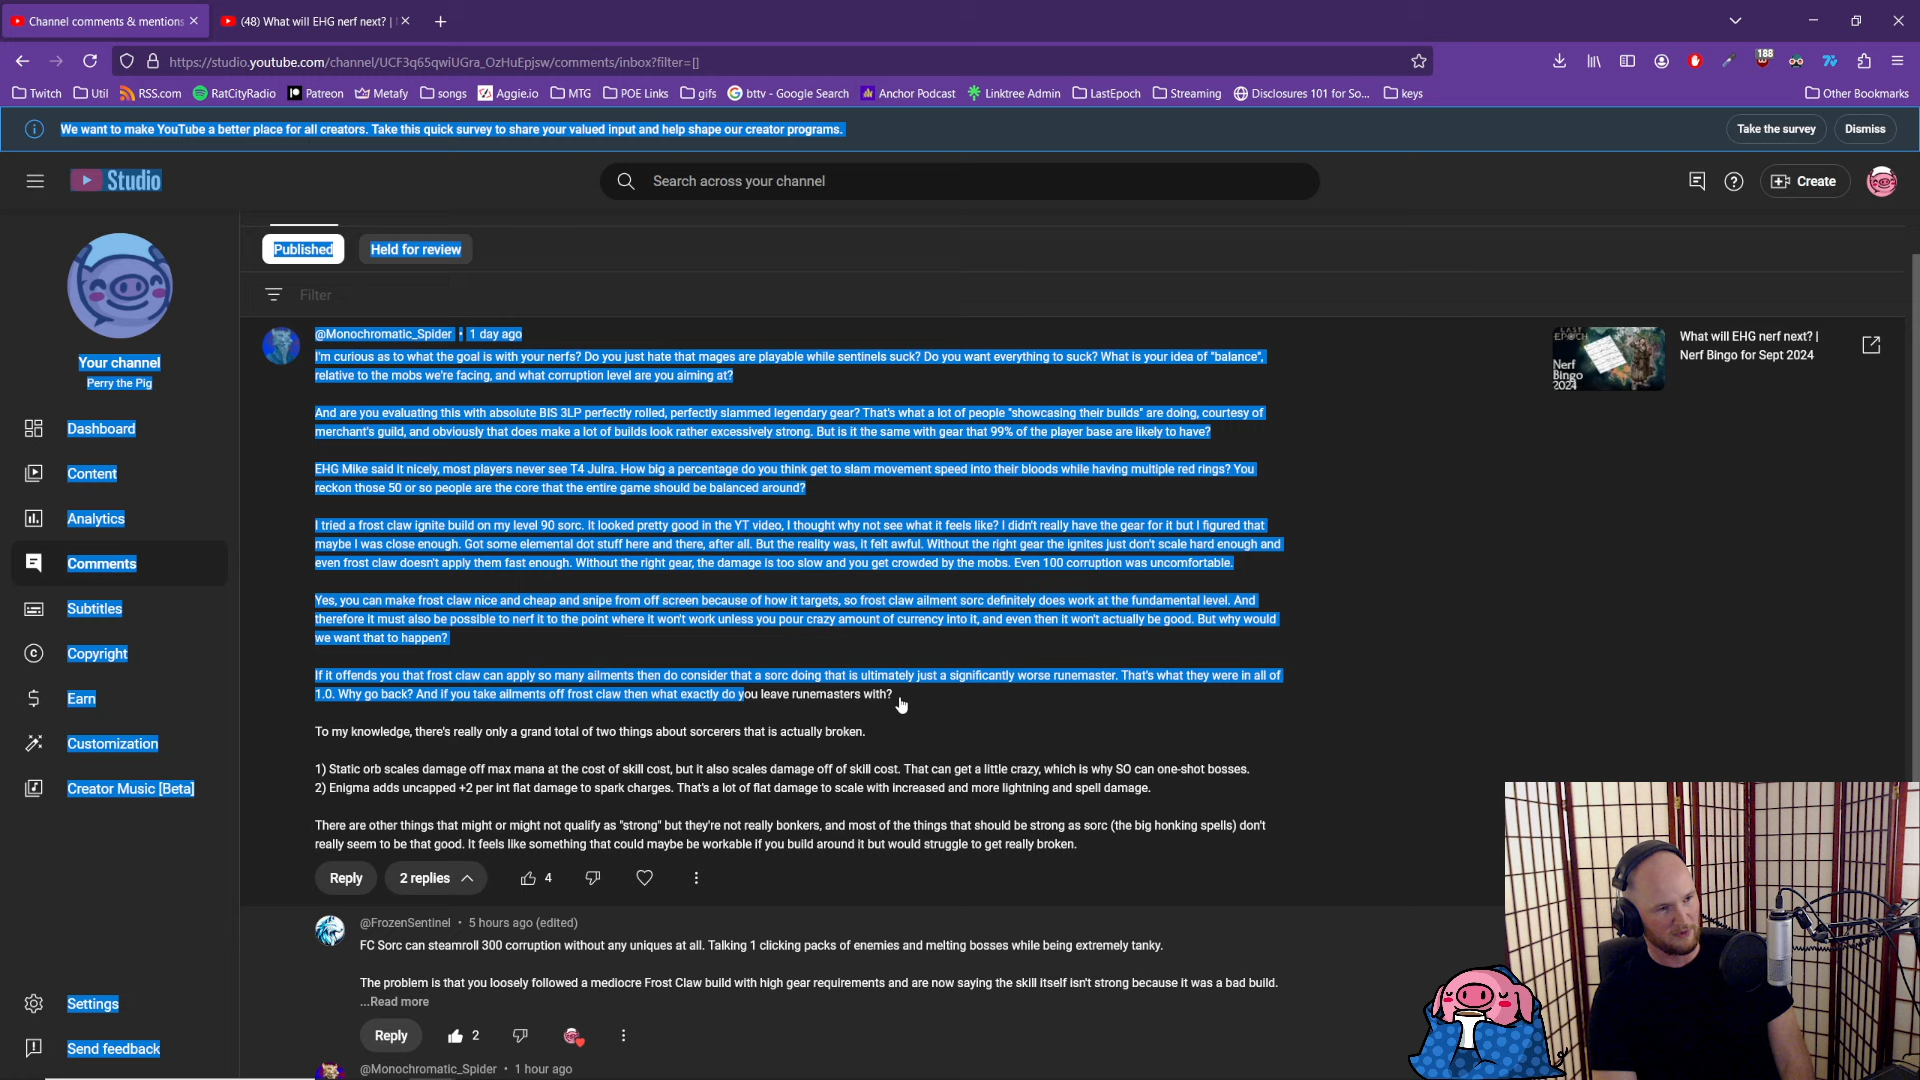 Channel comments & mentions
(48) What will EHG nerf next? |
https://studio.youtube.com/channel/UCF3q65qwiUGra_OzHuEpjsw/comments/inbox?filter=[]
188
Twitch
Util
RSS.com
RatCityRadio
Patreon
Metafy
songs
Aggie.io
MTG
POE Links
gifs
bttv - Google Search
Anchor Podcast
Linktree Admin
LastEpoch
Streaming
Disclosures 101 for So...
keys
Other Bookmarks
We want to make YouTube a better place for all creators. Take this quick survey to share your valued input and help shape our creator programs.
Take the survey
Dismiss
Studio
Search across your channel
Create
Published
Held for review
Filter
Your channel
Perry the Pig
Dashboard
Content
Analytics
Comments
Subtitles
Copyright
Earn
Customization
Creator Music [Beta]
Settings
Send feedback
@Monochromatic_Spider • 1 day ago
I'm curious as to what the goal is with your nerfs? Do you just hate that mages are playable while sentinels suck? Do you want everything to suck? What is your idea of "balance",
relative to the mobs we're facing, and what corruption level are you aiming at?
And are you evaluating this with absolute BIS 3LP perfectly rolled, perfectly slammed legendary gear? That's what a lot of people "showcasing their builds" are doing, courtesy of
merchant's guild, and obviously that does make a lot of builds look rather excessively strong. But is it the same with gear that 99% of the player base are likely to have?
EHG Mike said it nicely, most players never see T4 Julra. How big a percentage do you think get to slam movement speed into their bloods while having multiple red rings? You
reckon those 50 or so people are the core that the entire game should be balanced around?
I tried a frost claw ignite build on my level 90 sorc. It looked pretty good in the YT video, I thought why not see what it feels like? I didn't really have the gear for it but I figured that
maybe I was close enough. Got some elemental dot stuff here and there, after all. But the reality was, it felt awful. Without the right gear the ignites just don't scale hard enough and
even frost claw doesn't apply them fast enough. Without the right gear, the damage is too slow and you get crowded by the mobs. Even 100 corruption was uncomfortable.
Yes, you can make frost claw nice and cheap and snipe from off screen because of how it targets, so frost claw ailment sorc definitely does work at the fundamental level. And
therefore it must also be possible to nerf it to the point where it won't work unless you pour crazy amount of currency into it, and even then it won't actually be good. But why would
we want that to happen?
If it offends you that frost claw can apply so many ailments then do consider that a sorc doing that is ultimately just a significantly worse runemaster. That's what they were in all of
1.0. Why go back? And if you take ailments off frost claw then what exactly do you leave runemasters with?
To my knowledge, there's really only a grand total of two things about sorcerers that is actually broken.
1) Static orb scales damage off max mana at the cost of skill cost, but it also scales damage off of skill cost. That can get a little crazy, which is why SO can one-shot bosses.
2) Enigma adds uncapped +2 per int flat damage to spark charges. That's a lot of flat damage to scale with increased and more lightning and spell damage.
There are other things that might or might not qualify as "strong" but they're not really bonkers, and most of the things that should be strong as sorc (the big honking spells) don't
really seem to be that good. It feels like something that could maybe be workable if you build around it but would struggle to get really broken.
Reply
2 replies
4
LAST
EPOCH
Nerf
Bingo
2024
What will EHG nerf next? |
Nerf Bingo for Sept 2024
@FrozenSentinel • 5 hours ago (edited)
FC Sorc can steamroll 300 corruption without any uniques at all. Talking 1 clicking packs of enemies and melting bosses while being extremely tanky.
The problem is that you loosely followed a mediocre Frost Claw build with high gear requirements and are now saying the skill itself isn't strong because it was a bad build.
...Read more
Reply
2
@Monochromatic_Spider • 1 hour ago